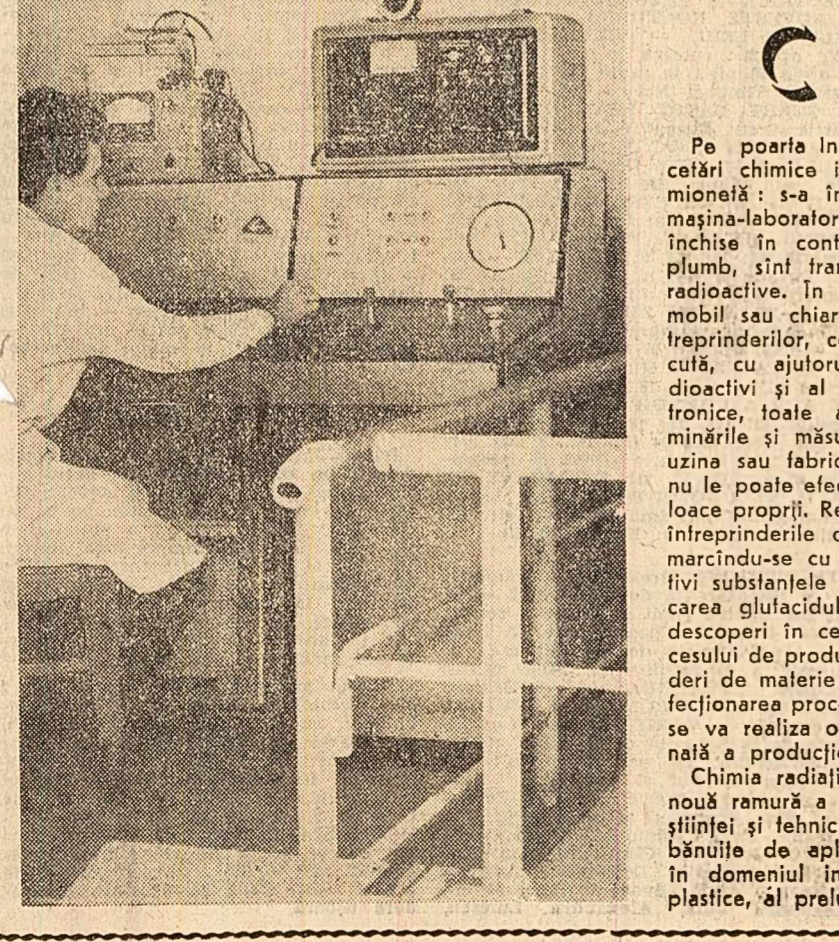 C
Pe poarta In
cetări chimice i
mionetă : s-a în
mașina-laborator
închise în cont
plumb, sînt tran
radioactive. În
mobil sau chiar
treprinderilor, c
cută, cu ajutoru
dioactivi și al
tronice, toate a
minările și măsu
uzina sau fabric
nu le poate efec
loace proprii. Re
întreprinderile c
marcîndu-se cu
tivi substanțele
carea glutacidul
descoperi în ce
cesului de produ
deri de materie
fecționarea proc
se va realiza o
nată a producție
Chimia radiați
nouă ramură a
științei și tehnic
bănuite de apl
în domeniul in
plastice, ál prelu